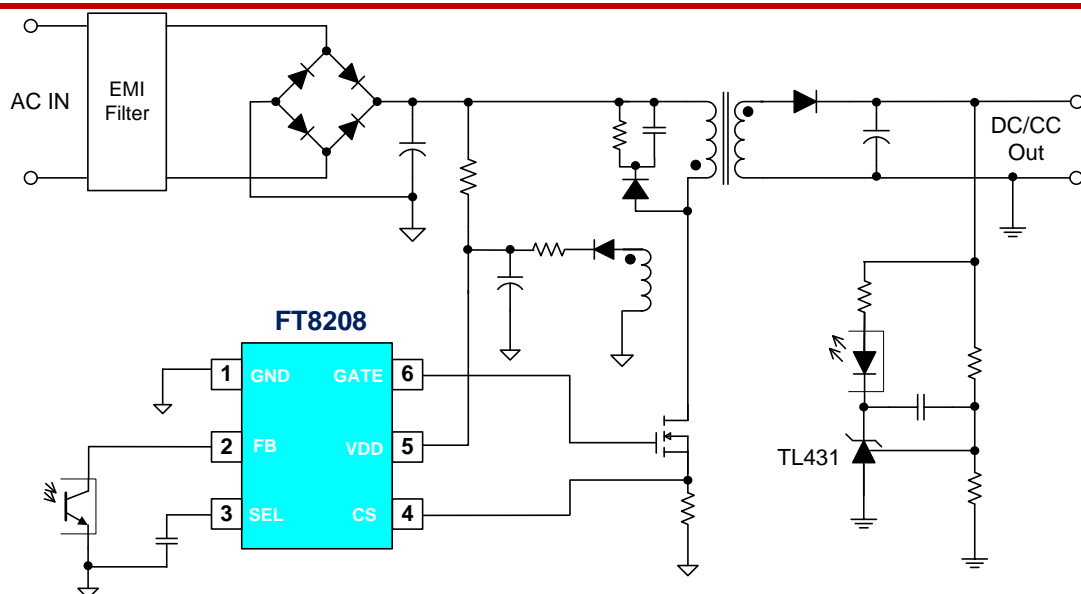 AC IN
EMI
Filter
DC/CC
Out
FT8208
1 GND GATE 6
2 FB VDD 5
3 SEL CS 4
TL431